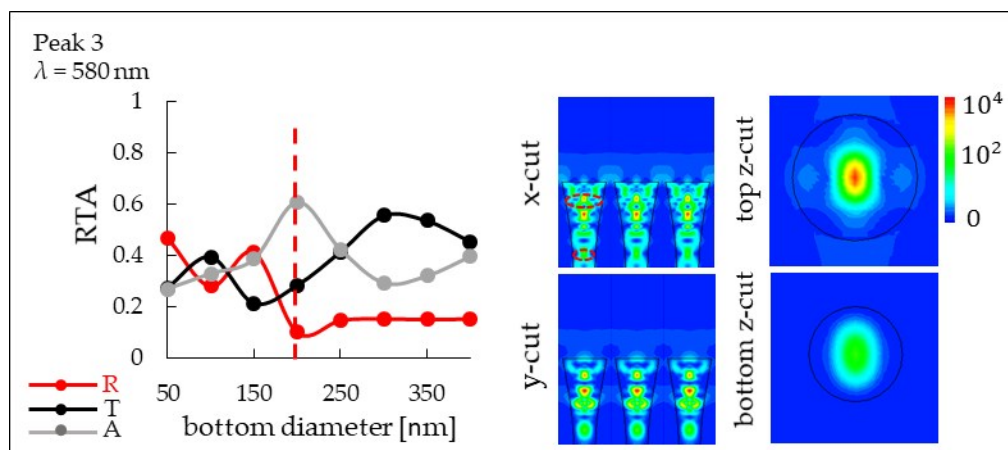 Peak 3
λ = 580 nm
RTA
1
0.8
0.6
0.4
0.2
0
50
150
250
350
bottom diameter [nm]
R
T
A
x-cut
top z-cut
10⁴
10²
0
y-cut
bottom z-cut